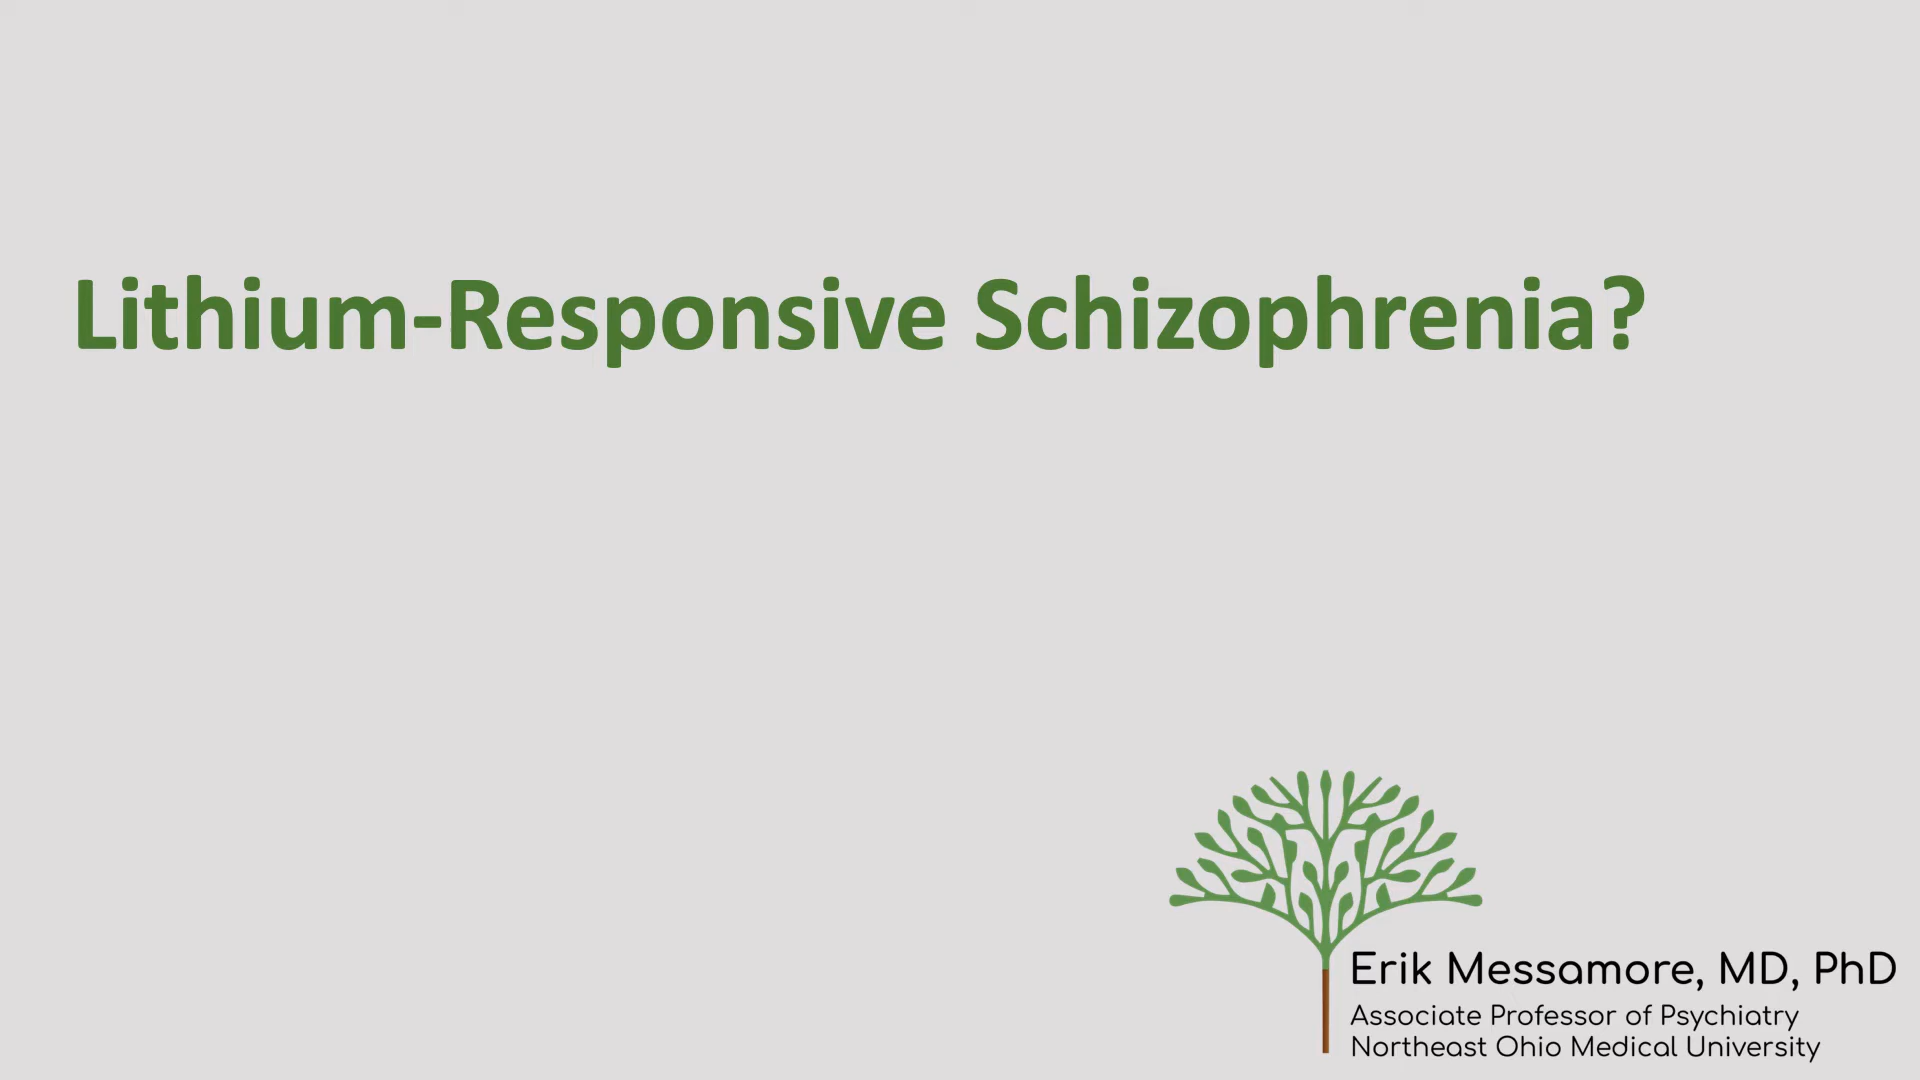 Lithium-Responsive Schizophrenia?
Erik Messamore, MD, PhD
Associate Professor of Psychiatry
Northeast Ohio Medical University